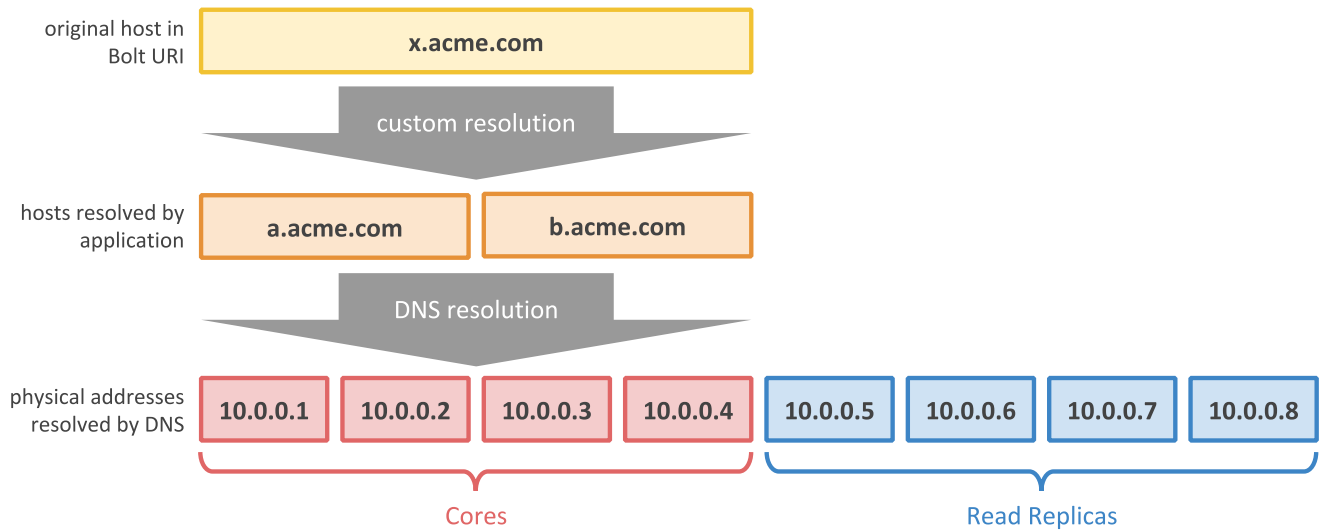 original host in
Bolt URI
x.acme.com
custom resolution
hosts resolved by
application
a.acme.com
b.acme.com
DNS resolution
physical addresses
resolved by DNS
10.0.0.1
10.0.0.2
10.0.0.3
10.0.0.4
10.0.0.5
10.0.0.6
10.0.0.7
10.0.0.8
Cores
Read Replicas